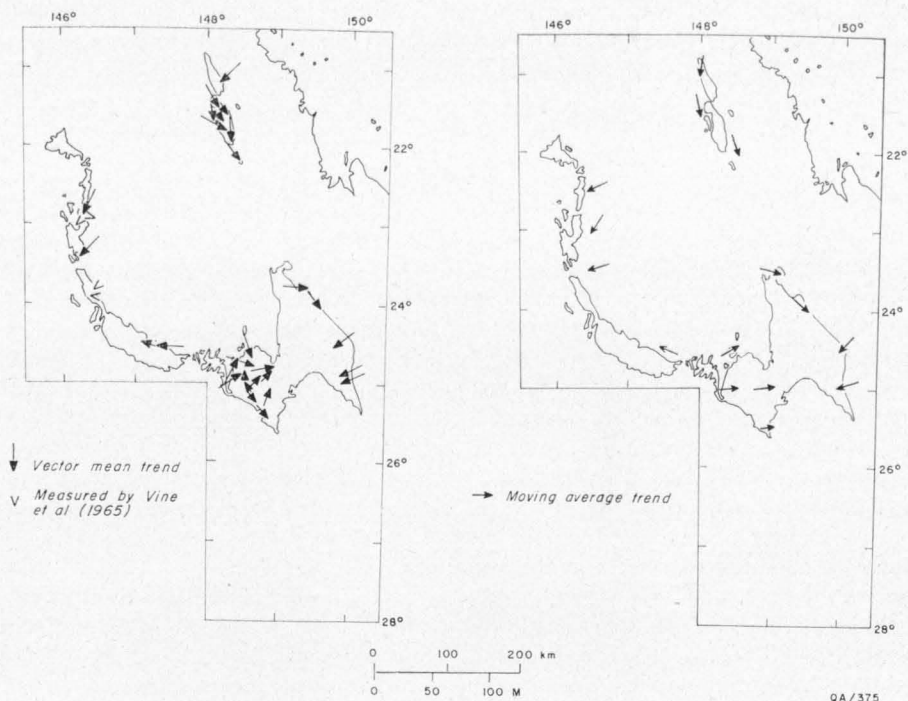 146° 148° 150° 146° 148° 150°
22° 22°
24° 24°
26° 26°
28° 28°
Vector mean trend
V Measured by Vine
et al (1965)
Moving average trend
0 100 200 km
0 50 100 M
QA/375